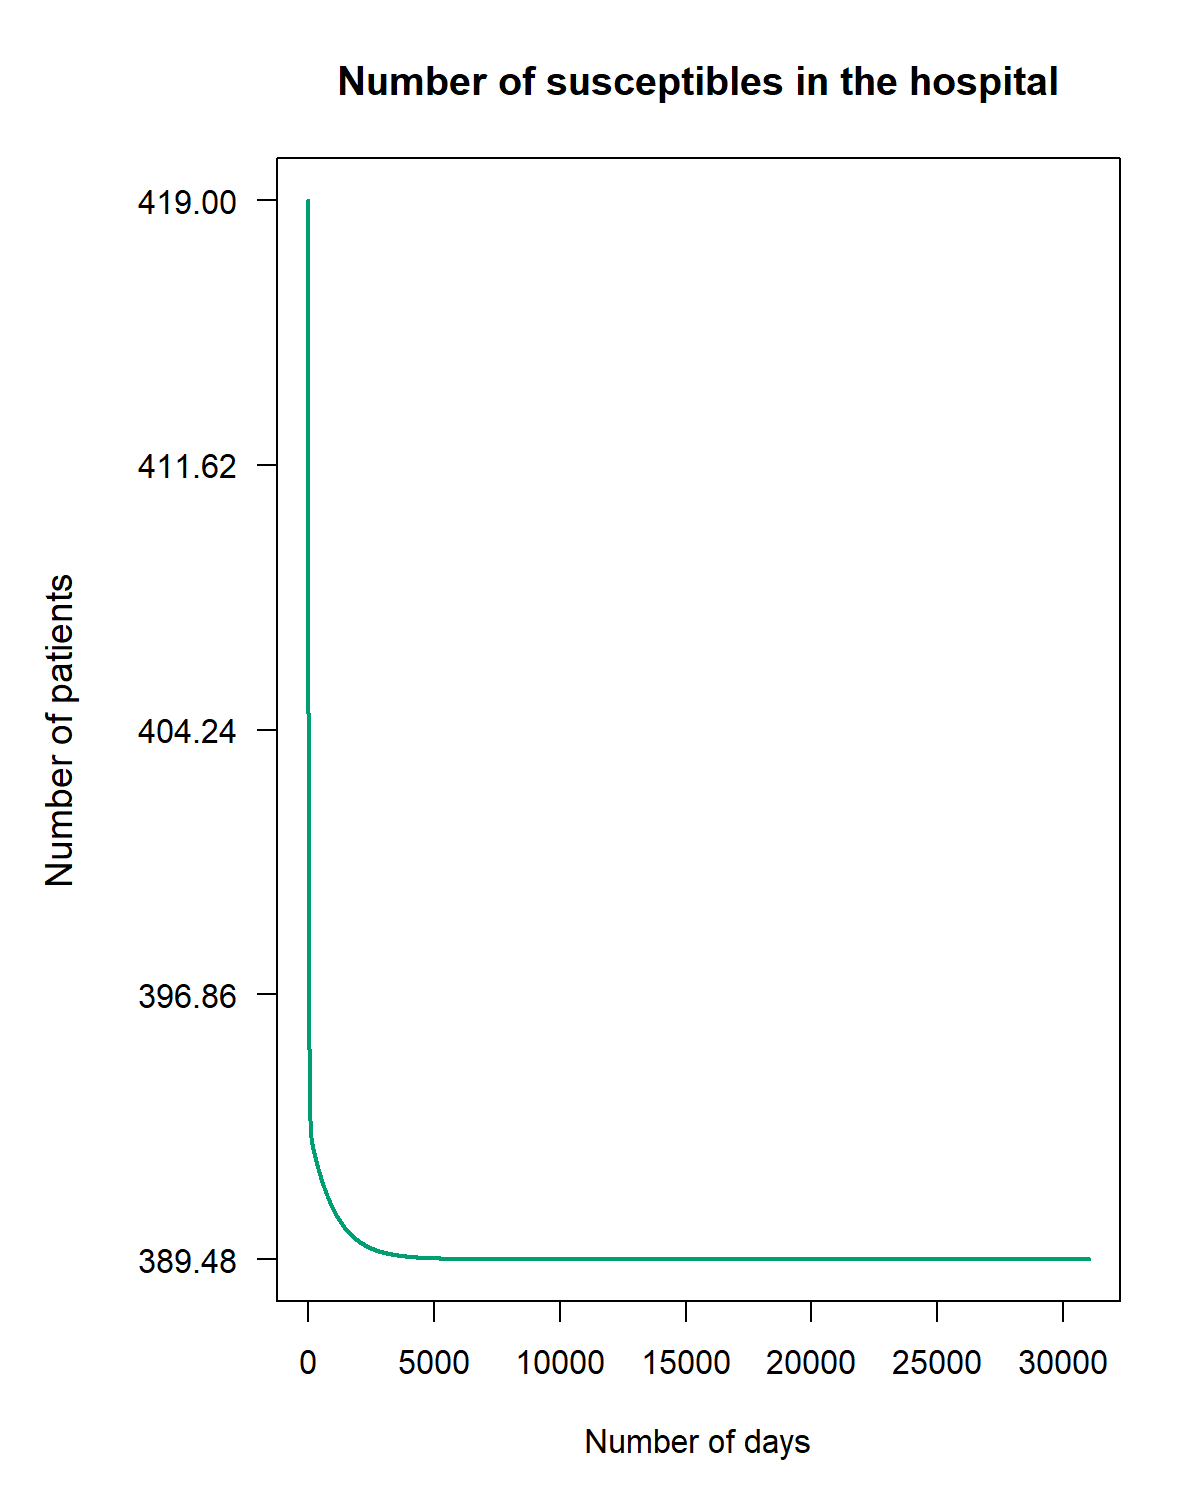 Number of susceptibles in the hospital
Number of patients
419.00
411.62
404.24
396.86
389.48
0 5000 10000 15000 20000 25000 30000
Number of days